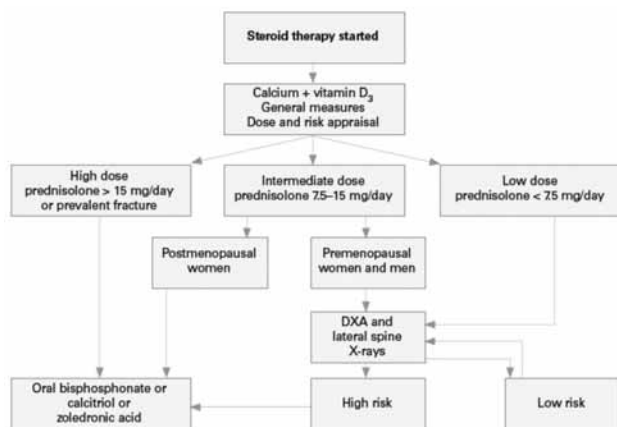 Steroid therapy started
Calcium + vitamin D3
General measures
Dose and risk appraisal
High dose
prednisolone > 15 mg/day
or prevalent fracture
Intermediate dose
prednisolone 7.5–15 mg/day
Low dose
prednisolone < 7.5 mg/day
Postmenopausal
women
Premenopausal
women and men
DXA and
lateral spine
X-rays
Oral bisphosphonate or
calcitriol or
zoledronic acid
High risk
Low risk